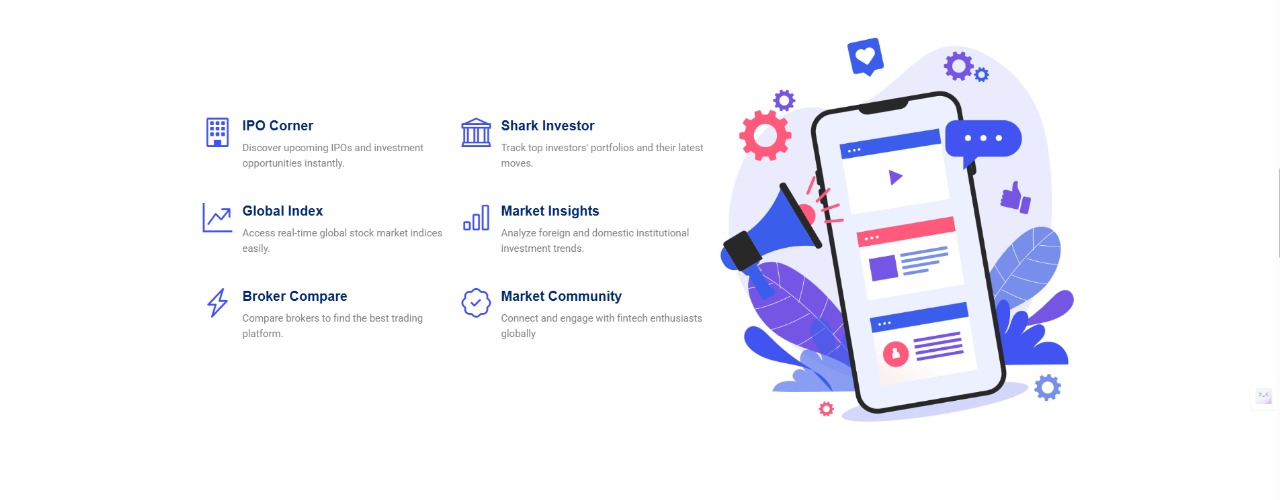 IPO Corner
Discover upcoming IPOs and investment
opportunities instantly.
Shark Investor
Track top investors' portfolios and their latest
moves.
Global Index
Access real-time global stock market indices
easily.
Market Insights
Analyze foreign and domestic institutional
investment trends.
Broker Compare
Compare brokers to find the best trading
platform.
Market Community
Connect and engage with fintech enthusiasts
globally